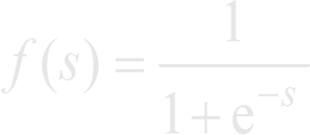 f(s) = 1 / (1 + e^{-s})